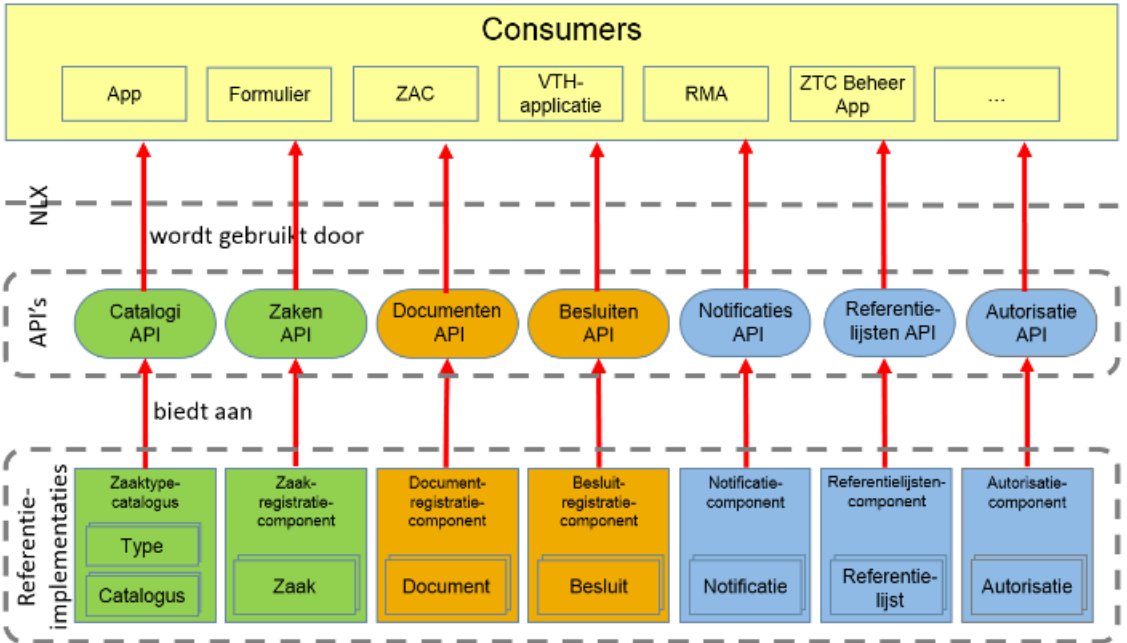 Consumers
App
Formulier
ZAC
VTH-
applicatie
RMA
ZTC Beheer
App
...
NLX
wordt gebruikt door
API's
Catalogi
API
Zaken
API
Documenten
API
Besluiten
API
Notificaties
API
Referentie-
lijsten API
Autorisatie
API
biedt aan
Referentie-
implementaties
Zaaktype-
catalogus
Type
Catalogus
Zaak-
registratie-
component
Zaak
Document-
registratie-
component
Document
Besluit-
registratie-
component
Besluit
Notificatie-
component
Notificatie
Referentielijsten-
component
Referentie-
lijst
Autorisatie-
component
Autorisatie